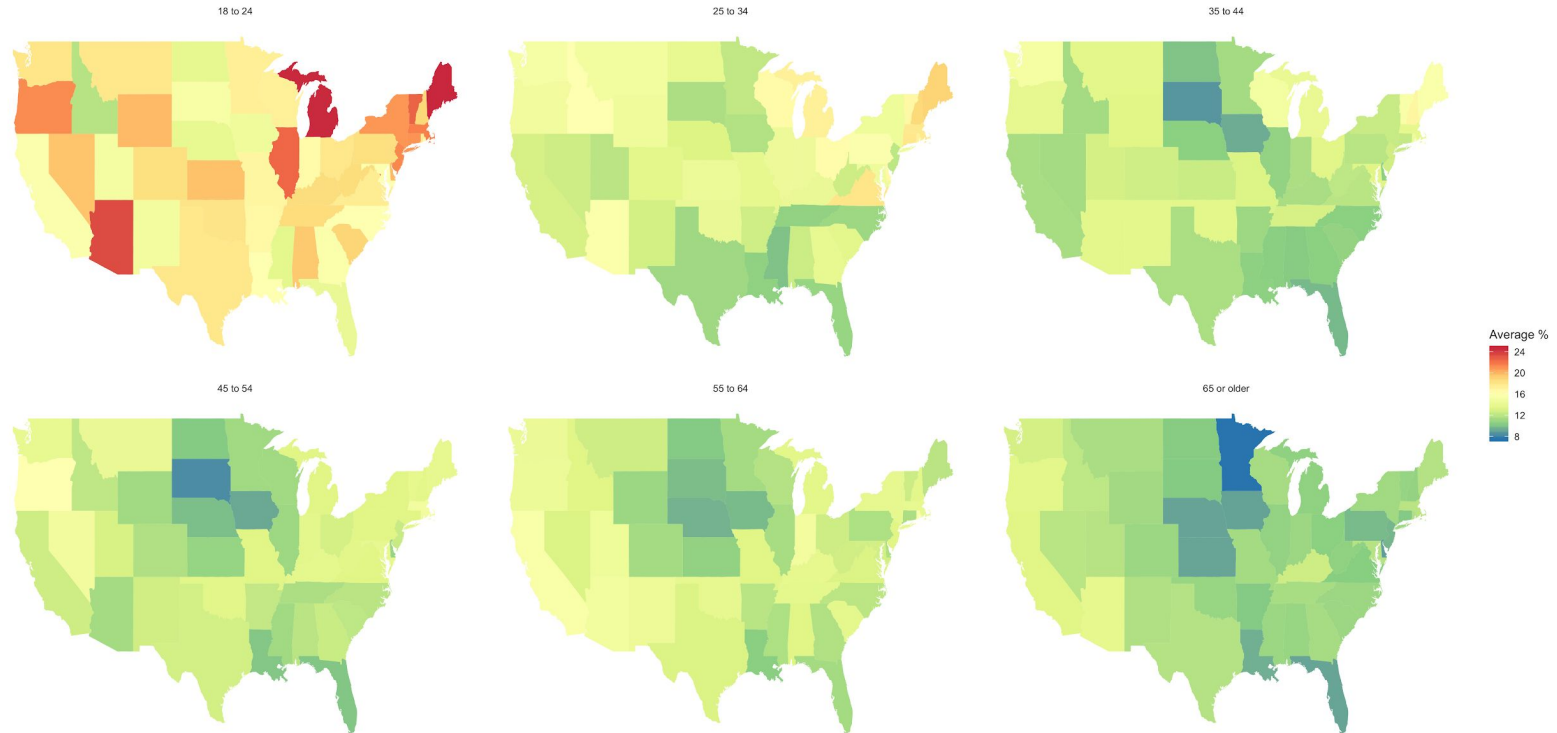 18 to 24
25 to 34
35 to 44
45 to 54
55 to 64
65 or older
Average %
24
20
16
12
8